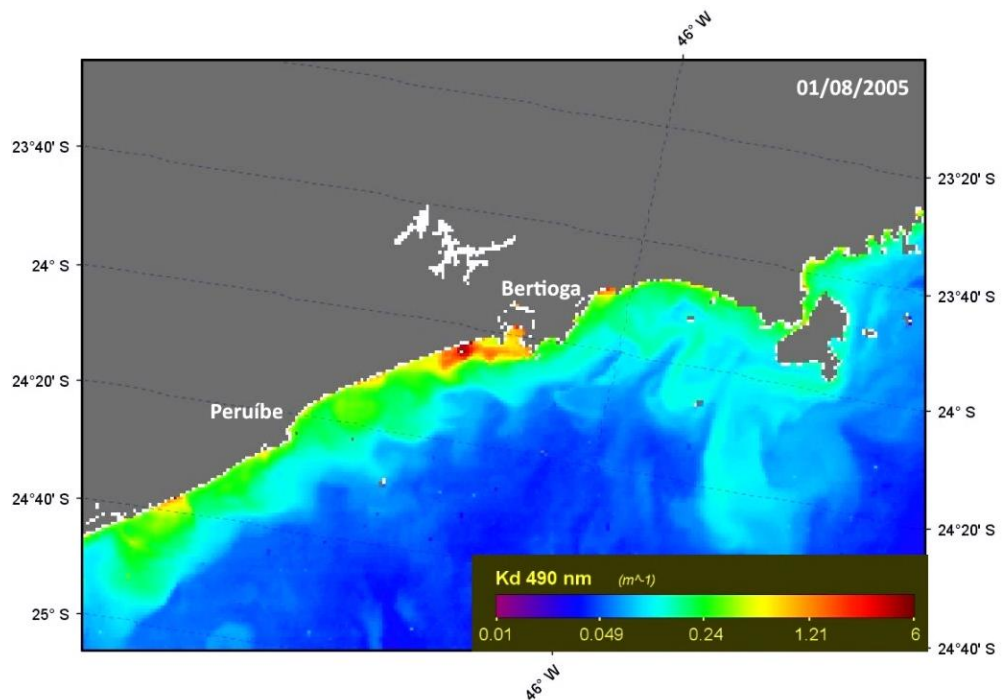 46° W
01/08/2005
23°40' S
23°20' S
24° S
Bertioga
23°40' S
24°20' S
Peruíbe
24° S
24°40' S
24°20' S
Kd 490 nm (m^-1)
0.01 0.049 0.24 1.21 6
25° S
24°40' S
46° W